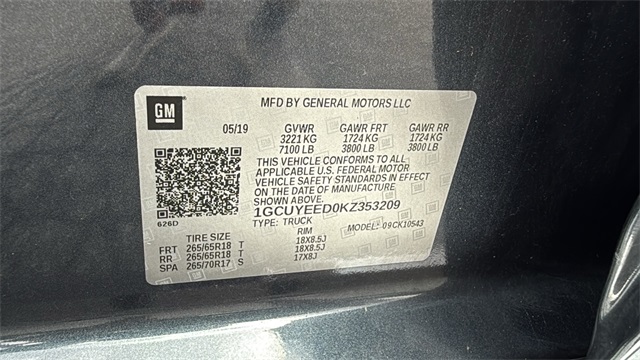 GM
MFD BY GENERAL MOTORS LLC
05/19 GVWR GAWR FRT GAWR RR
3221 KG 1724 KG 1724 KG
7100 LB 3800 LB 3800 LB
THIS VEHICLE CONFORMS TO ALL
APPLICABLE U.S. FEDERAL MOTOR
VEHICLE SAFETY STANDARDS IN EFFECT
ON THE DATE OF MANUFACTURE
SHOWN ABOVE.
1GCUYEED0KZ353209
626D
TYPE: TRUCK MODEL: 09CK10543
TIRE SIZE RIM
FRT 265/65R18 T 18X8.5J
RR 265/65R18 T 18X8.5J
SPA 265/70R17 S 17X8J